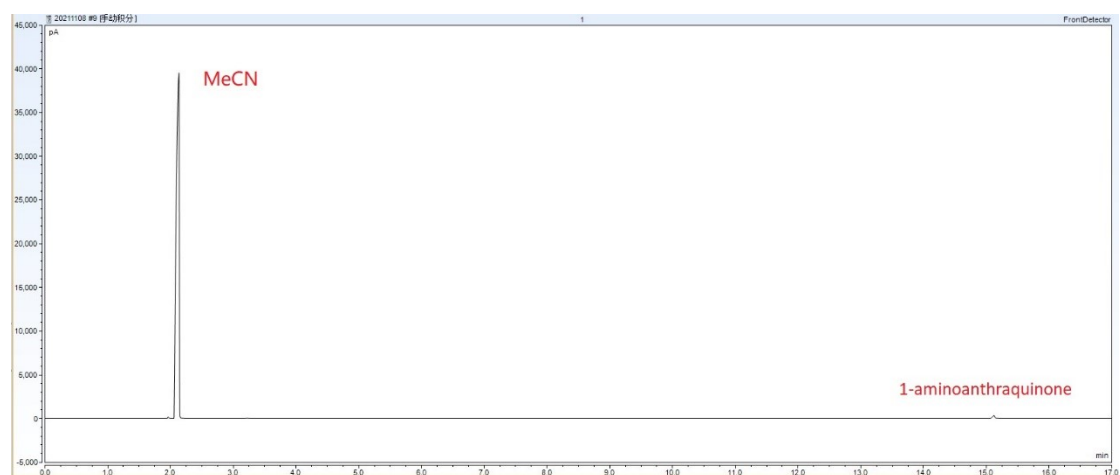 20211108 #9 [手动积分]
1
FrontDetector
pA
45,000
40,000
35,000
30,000
25,000
20,000
15,000
10,000
5,000
0
-5,000
MeCN
1-aminoanthraquinone
min
0.0 1.0 2.0 3.0 4.0 5.0 6.0 7.0 8.0 9.0 10.0 11.0 12.0 13.0 14.0 15.0 16.0 17.0